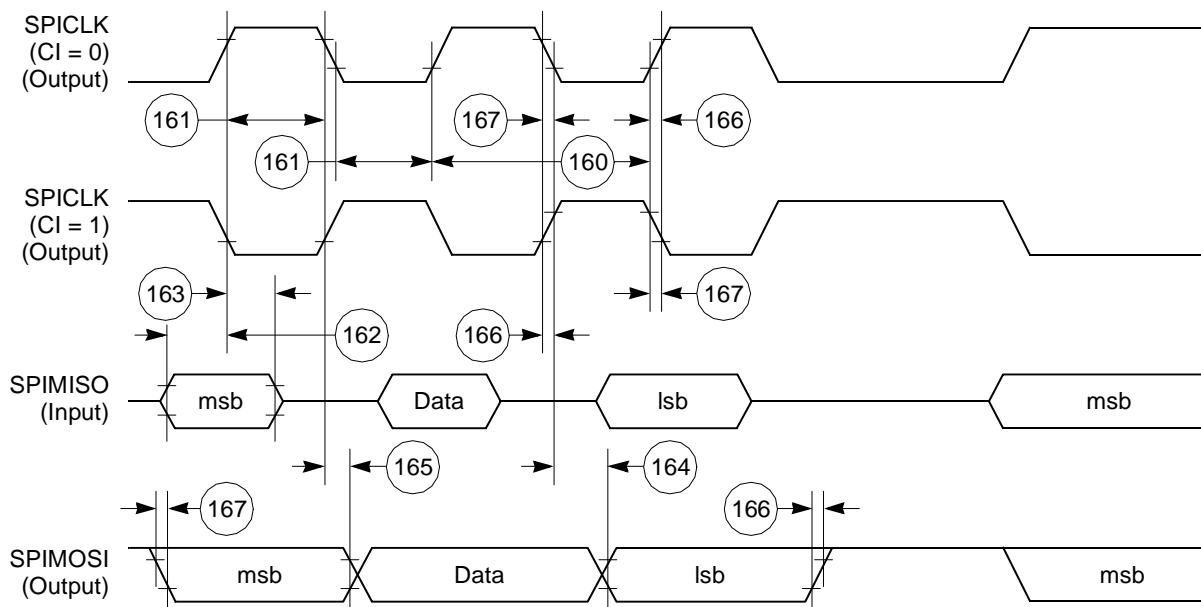 SPICLK
(CI = 0)
(Output)
161
167
166
161
160
SPICLK
(CI = 1)
(Output)
163
167
162
166
SPIMISO
(Input)
msb
Data
lsb
msb
165
164
167
166
SPIMOSI
(Output)
msb
Data
lsb
msb